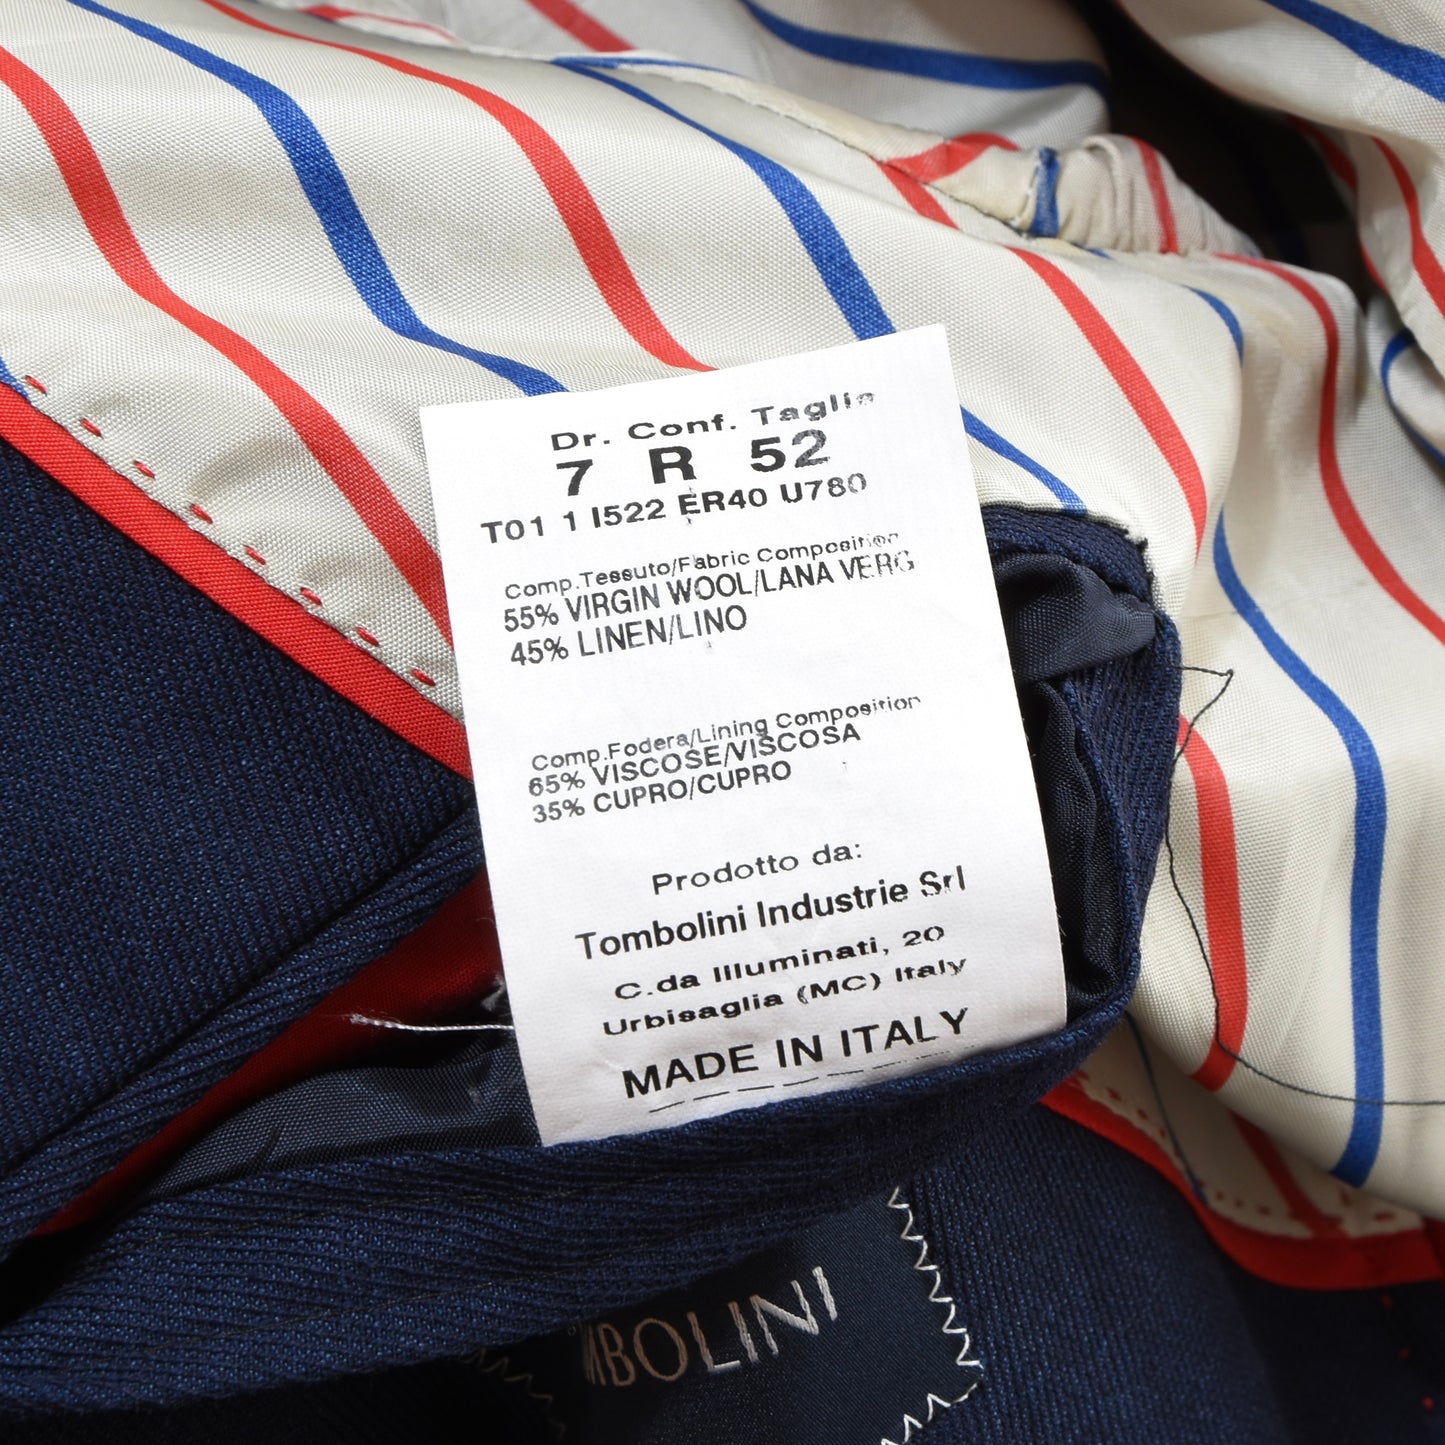 Dr. Conf. Taglia
7 R 52
T01 1 I522 ER40 U780
Comp.Tessuto/Fabric Composition
55% VIRGIN WOOL/LANA VERG
45% LINEN/LINO
Comp.Fodera/Lining Composition
65% VISCOSE/VISCOSA
35% CUPRO/CUPRO
Prodotto da:
Tombolini Industrie Srl
C.da Illuminati, 20
Urbisaglia (MC) Italy
MADE IN ITALY
MBOLINI